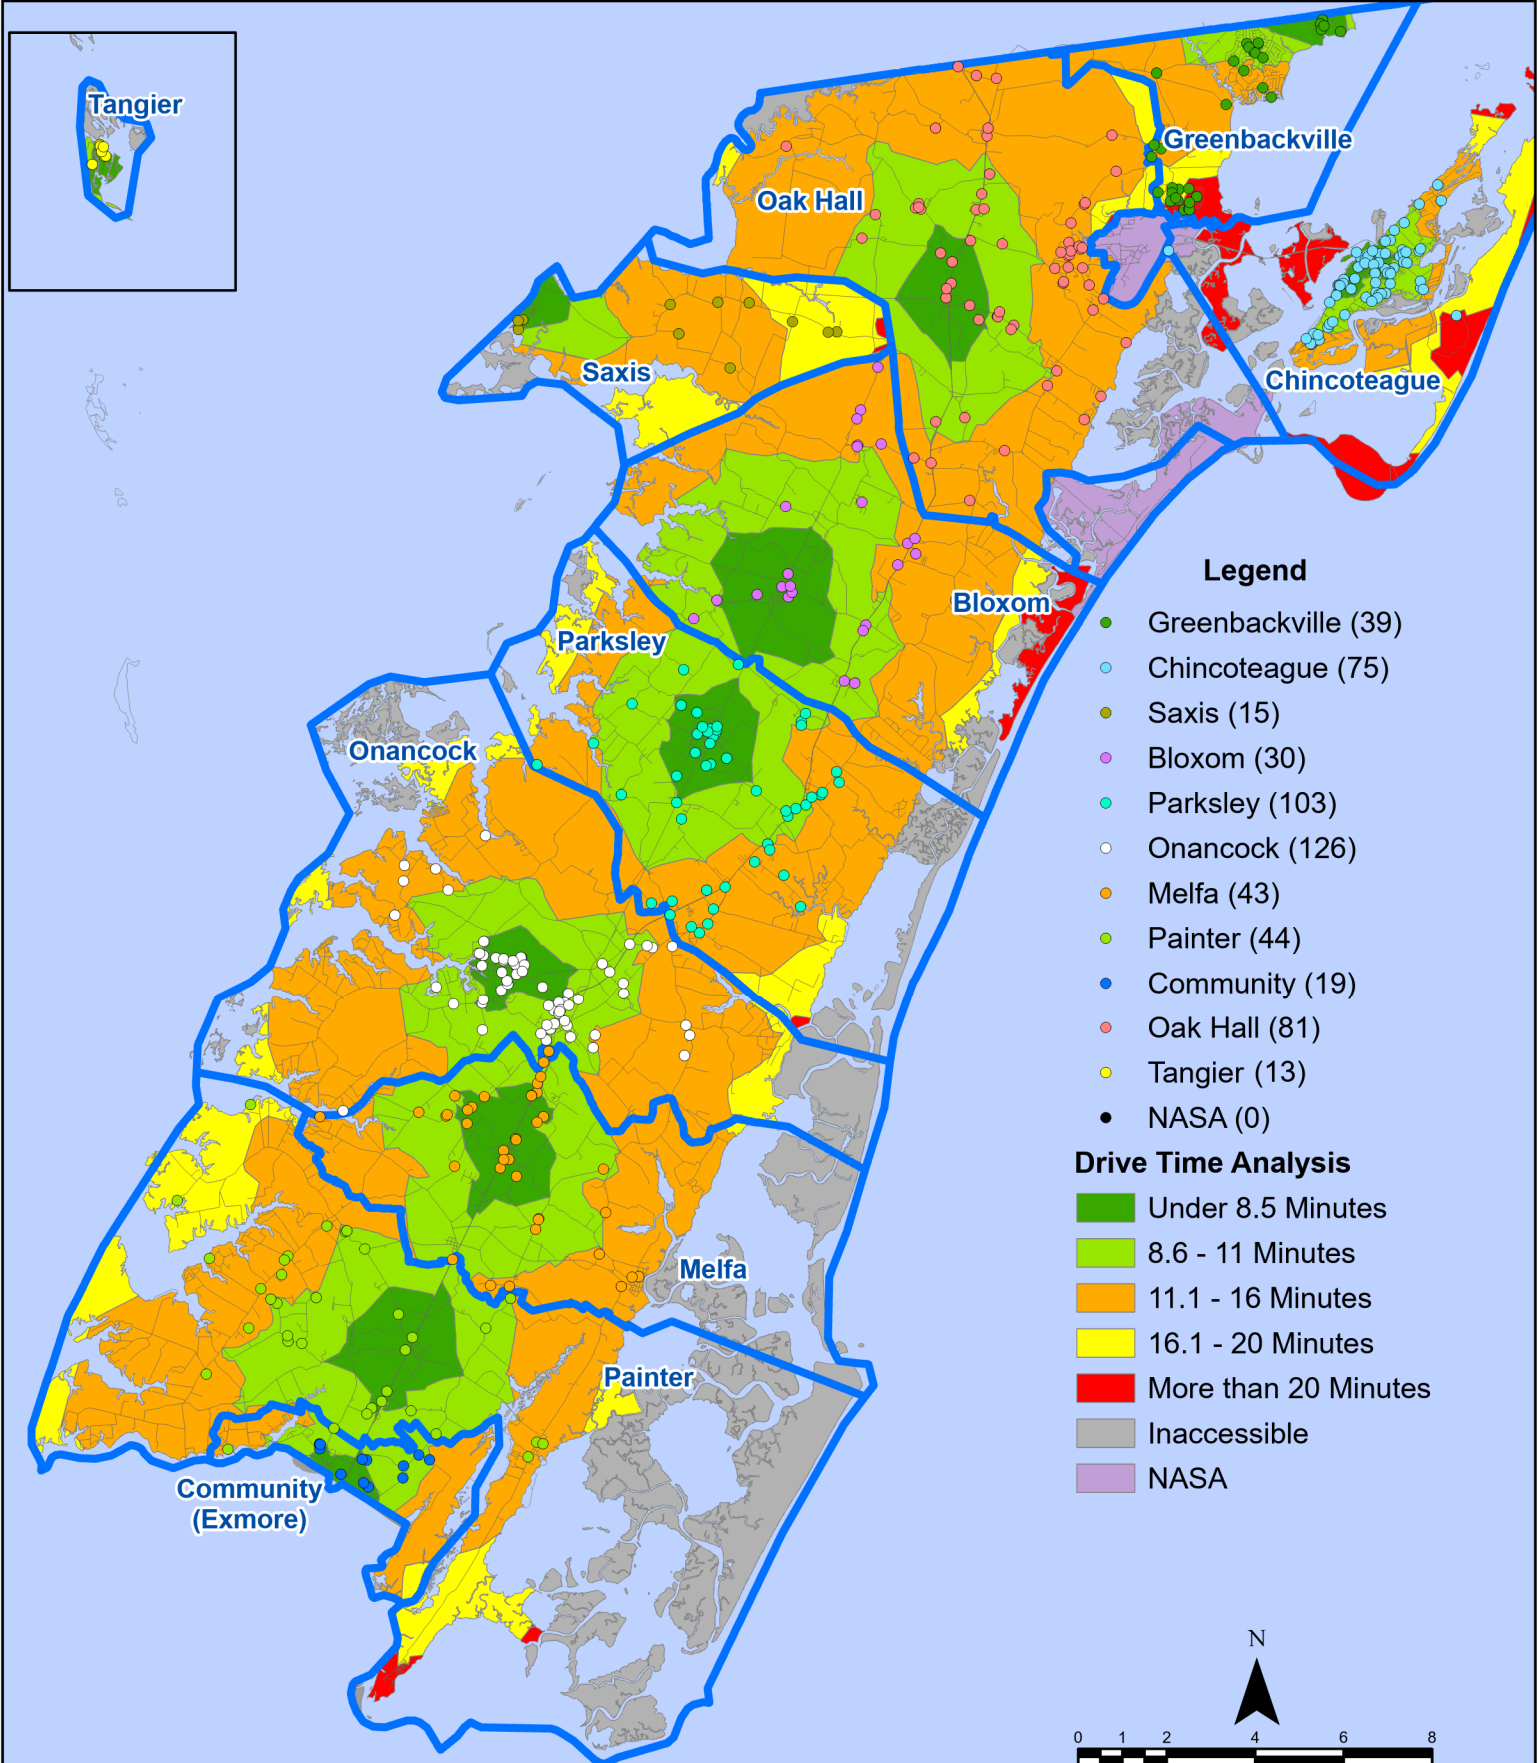 Tangier
Greenbackville
Oak Hall
Saxis
Chincoteague
Bloxom
Parksley
Onancock
Melfa
Painter
Community
(Exmore)
Legend
Greenbackville (39)
Chincoteague (75)
Saxis (15)
Bloxom (30)
Parksley (103)
Onancock (126)
Melfa (43)
Painter (44)
Community (19)
Oak Hall (81)
Tangier (13)
NASA (0)
Drive Time Analysis
Under 8.5 Minutes
8.6 - 11 Minutes
11.1 - 16 Minutes
16.1 - 20 Minutes
More than 20 Minutes
Inaccessible
NASA
N
0 1 2 4 6 8